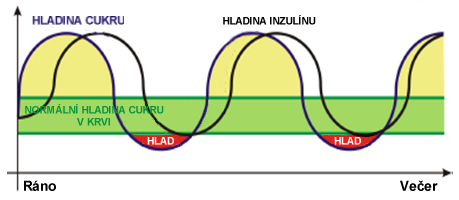 HLADINA CUKRU
HLADINA INZULÍNU
NORMÁLNÍ HLADINA CUKRU
V KRVI
HLAD
HLAD
Ráno
Večer